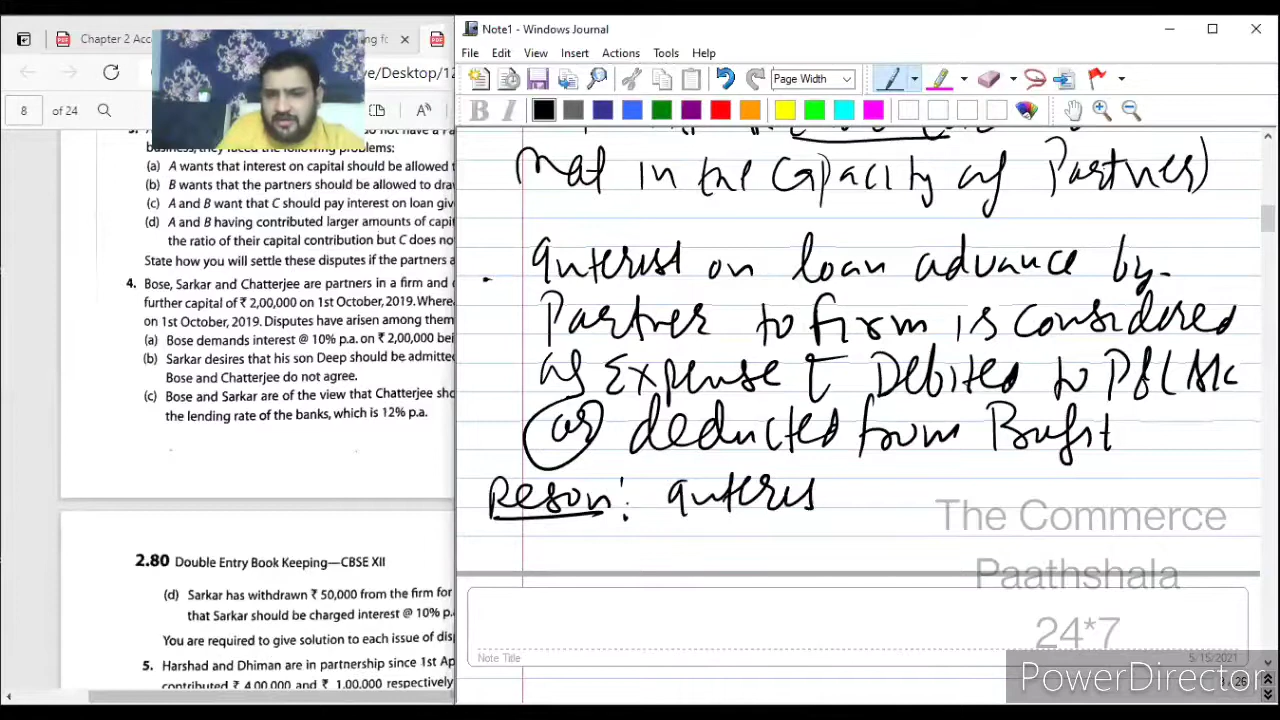 Chapter 2 Acc
ve/Desktop/12
8 of 24
business, they faced the following problems:
(a) A wants that interest on capital should be allowed t
(b) B wants that the partners should be allowed to dra
(c) A and B want that C should pay interest on loan giv
(d) A and B having contributed larger amounts of capi
the ratio of their capital contribution but C does no
State how you will settle these disputes if the partners a
4. Bose, Sarkar and Chatterjee are partners in a firm and
further capital of ₹ 2,00,000 on 1st October, 2019. Where
on 1st October, 2019. Disputes have arisen among them
(a) Bose demands interest @ 10% p.a. on ₹ 2,00,000 bei
(b) Sarkar desires that his son Deep should be admitted
Bose and Chatterjee do not agree.
(c) Bose and Sarkar are of the view that Chatterjee sho
the lending rate of the banks, which is 12% p.a.
2.80 Double Entry Book Keeping—CBSE XII
(d) Sarkar has withdrawn ₹ 50,000 from the firm for
that Sarkar should be charged interest @ 10% p.
You are required to give solution to each issue of disp
5. Harshad and Dhiman are in partnership since 1st Ap
contributed ₹ 4,00,000 and ₹ 1,00,000 respectively
Note1 - Windows Journal
File Edit View Insert Actions Tools Help
Page Width
B I
not in the Capacity of Partner)
. Interest on loan advance by
Partner to firm is considered
as Expense & Debited to P&L A/c
or deducted from Profit
Reson: Interes
The Commerce
Paathshala
24*7
Note Title
5/15/2021
PowerDirector